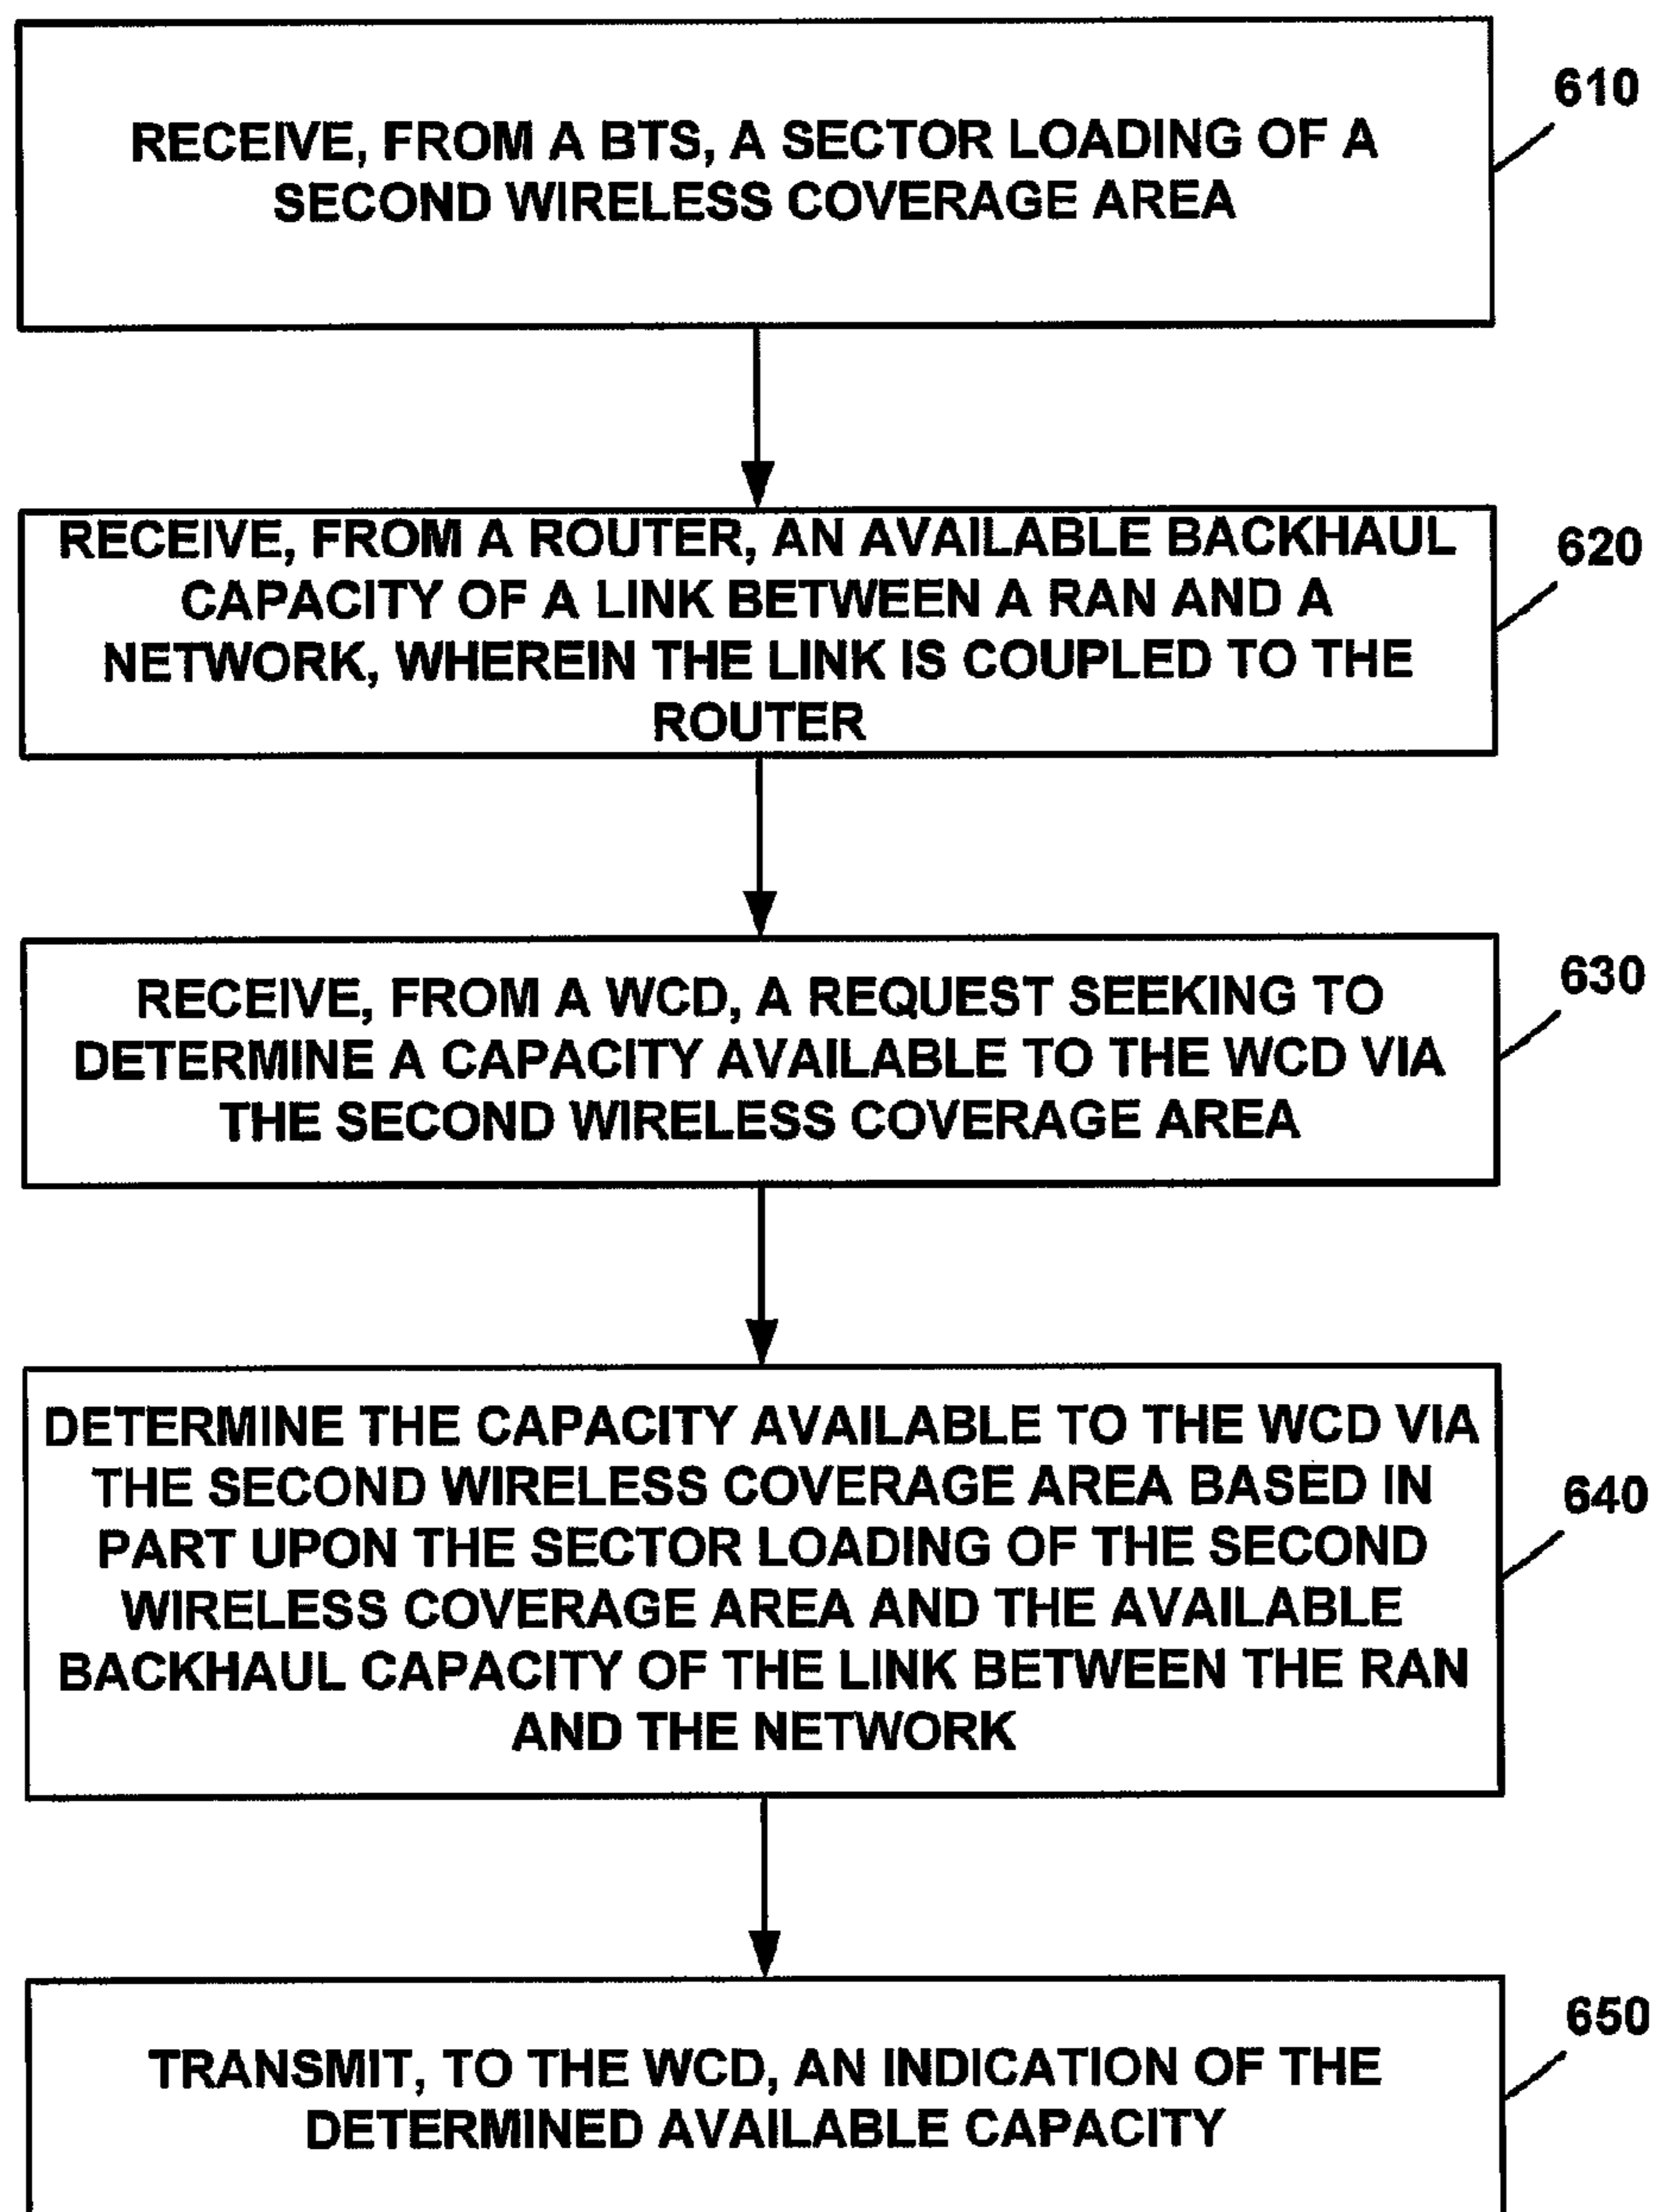 RECEIVE, FROM A BTS, A SECTOR LOADING OF A
SECOND WIRELESS COVERAGE AREA
610
RECEIVE, FROM A ROUTER, AN AVAILABLE BACKHAUL
CAPACITY OF A LINK BETWEEN A RAN AND A
NETWORK, WHEREIN THE LINK IS COUPLED TO THE
ROUTER
620
RECEIVE, FROM A WCD, A REQUEST SEEKING TO
DETERMINE A CAPACITY AVAILABLE TO THE WCD VIA
THE SECOND WIRELESS COVERAGE AREA
630
DETERMINE THE CAPACITY AVAILABLE TO THE WCD VIA
THE SECOND WIRELESS COVERAGE AREA BASED IN
PART UPON THE SECTOR LOADING OF THE SECOND
WIRELESS COVERAGE AREA AND THE AVAILABLE
BACKHAUL CAPACITY OF THE LINK BETWEEN THE RAN
AND THE NETWORK
640
TRANSMIT, TO THE WCD, AN INDICATION OF THE
DETERMINED AVAILABLE CAPACITY
650